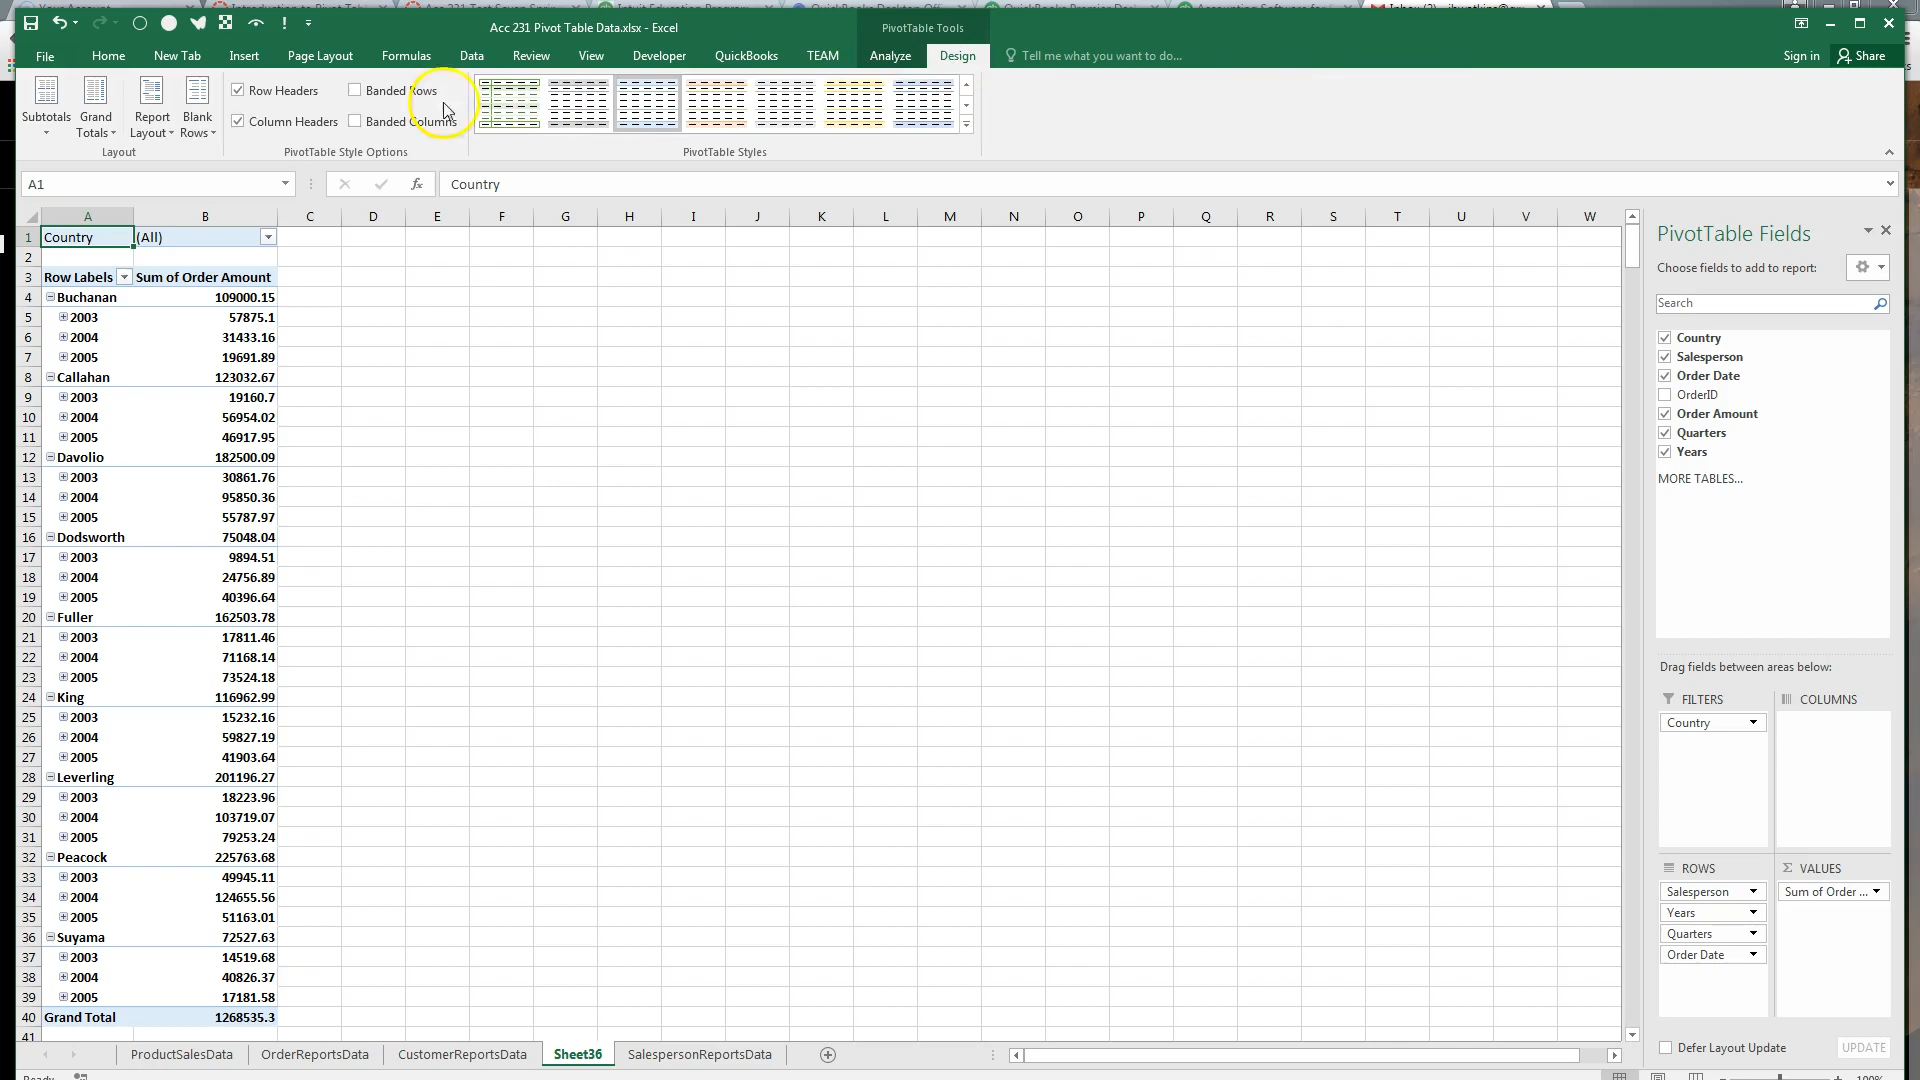 Acc 231 Pivot Table Data.xlsx - Excel
PivotTable Tools
File Home New Tab Insert Page Layout Formulas Data Review View Developer QuickBooks TEAM Analyze Design Tell me what you want to do... Sign in Share
Subtotals Grand Totals Report Layout Blank Rows
Row Headers Banded Rows
Column Headers Banded Columns
Layout PivotTable Style Options PivotTable Styles
A1 fx Country
A B C D E F G H I J K L M N O P Q R S T U V W
1 Country (All)
2
3 Row Labels Sum of Order Amount
4 Buchanan 109000.15
5 2003 57875.1
6 2004 31433.16
7 2005 19691.89
8 Callahan 123032.67
9 2003 19160.7
10 2004 56954.02
11 2005 46917.95
12 Davolio 182500.09
13 2003 30861.76
14 2004 95850.36
15 2005 55787.97
16 Dodsworth 75048.04
17 2003 9894.51
18 2004 24756.89
19 2005 40396.64
20 Fuller 162503.78
21 2003 17811.46
22 2004 71168.14
23 2005 73524.18
24 King 116962.99
25 2003 15232.16
26 2004 59827.19
27 2005 41903.64
28 Leverling 201196.27
29 2003 18223.96
30 2004 103719.07
31 2005 79253.24
32 Peacock 225763.68
33 2003 49945.11
34 2004 124655.56
35 2005 51163.01
36 Suyama 72527.63
37 2003 14519.68
38 2004 40826.37
39 2005 17181.58
40 Grand Total 1268535.3
41
ProductSalesData OrderReportsData CustomerReportsData Sheet36 SalespersonReportsData
PivotTable Fields
Choose fields to add to report:
Search
Country
Salesperson
Order Date
OrderID
Order Amount
Quarters
Years
MORE TABLES...
Drag fields between areas below:
FILTERS COLUMNS
Country
ROWS Σ VALUES
Salesperson Sum of Order ...
Years
Quarters
Order Date
Defer Layout Update UPDATE
Ready 100%